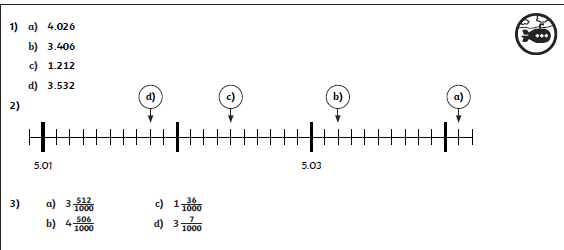 1) a) 4.026
b) 3.406
c) 1.212
d) 3.532
2)
d) c) b) a)
5.01 5.03
3) a) 3 512/1000 c) 1 36/1000
b) 4 506/1000 d) 3 7/1000